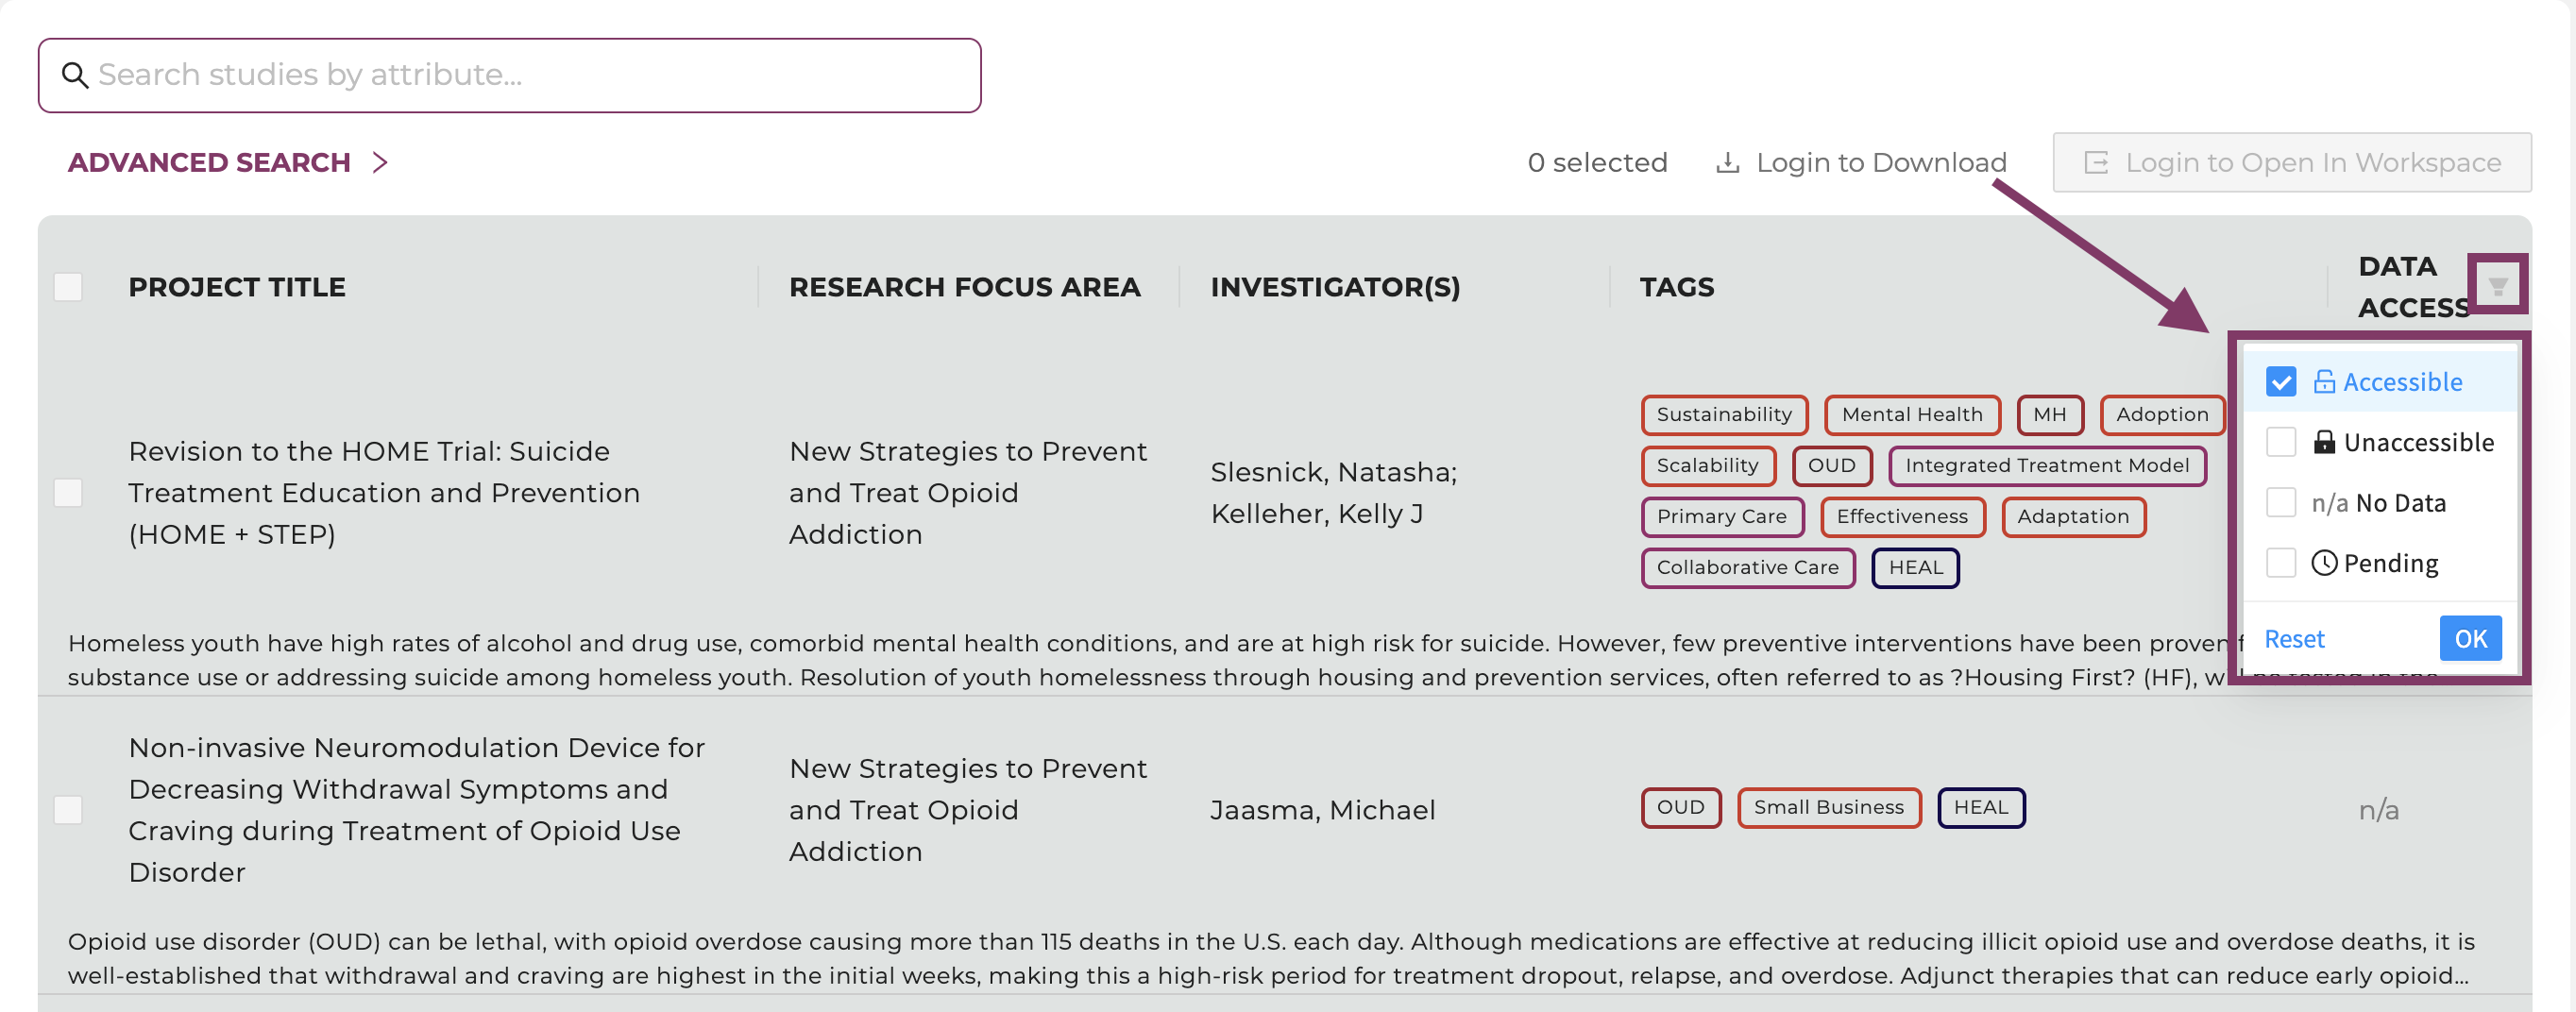 Search studies by attribute...
ADVANCED SEARCH
0 selected
Login to Download
Login to Open In Workspace
PROJECT TITLE
RESEARCH FOCUS AREA
INVESTIGATOR(S)
TAGS
DATA
ACCESS
Accessible
Unaccessible
n/a No Data
Pending
Reset
OK
Revision to the HOME Trial: Suicide
Treatment Education and Prevention
(HOME + STEP)
New Strategies to Prevent
and Treat Opioid
Addiction
Slesnick, Natasha;
Kelleher, Kelly J
Sustainability Mental Health MH Adoption
Scalability OUD Integrated Treatment Model
Primary Care Effectiveness Adaptation
Collaborative Care HEAL
Homeless youth have high rates of alcohol and drug use, comorbid mental health conditions, and are at high risk for suicide. However, few preventive interventions have been proven
substance use or addressing suicide among homeless youth. Resolution of youth homelessness through housing and prevention services, often referred to as ?Housing First? (HF),
Non-invasive Neuromodulation Device for
Decreasing Withdrawal Symptoms and
Craving during Treatment of Opioid Use
Disorder
New Strategies to Prevent
and Treat Opioid
Addiction
Jaasma, Michael
OUD Small Business HEAL
n/a
Opioid use disorder (OUD) can be lethal, with opioid overdose causing more than 115 deaths in the U.S. each day. Although medications are effective at reducing illicit opioid use and overdose deaths, it is
well-established that withdrawal and craving are highest in the initial weeks, making this a high-risk period for treatment dropout, relapse, and overdose. Adjunct therapies that can reduce early opioid...